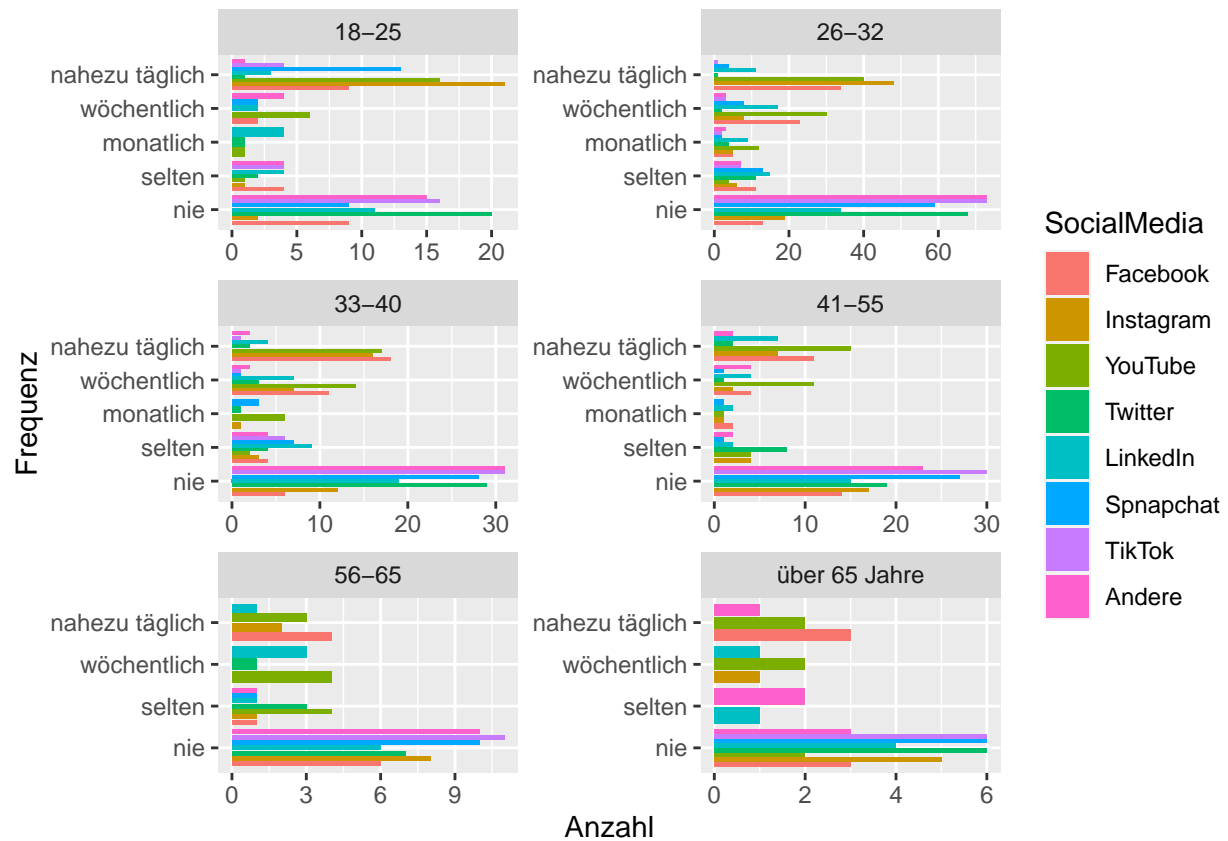 18−25
nahezu täglich
wöchentlich
monatlich
selten
nie
0 5 10 15 20
26−32
nahezu täglich
wöchentlich
monatlich
selten
nie
0 20 40 60
33−40
nahezu täglich
wöchentlich
monatlich
selten
nie
0 10 20 30
41−55
nahezu täglich
wöchentlich
monatlich
selten
nie
0 10 20 30
56−65
nahezu täglich
wöchentlich
selten
nie
0 3 6 9
über 65 Jahre
nahezu täglich
wöchentlich
selten
nie
0 2 4 6
Frequenz
Anzahl
SocialMedia
Facebook
Instagram
YouTube
Twitter
LinkedIn
Spnapchat
TikTok
Andere